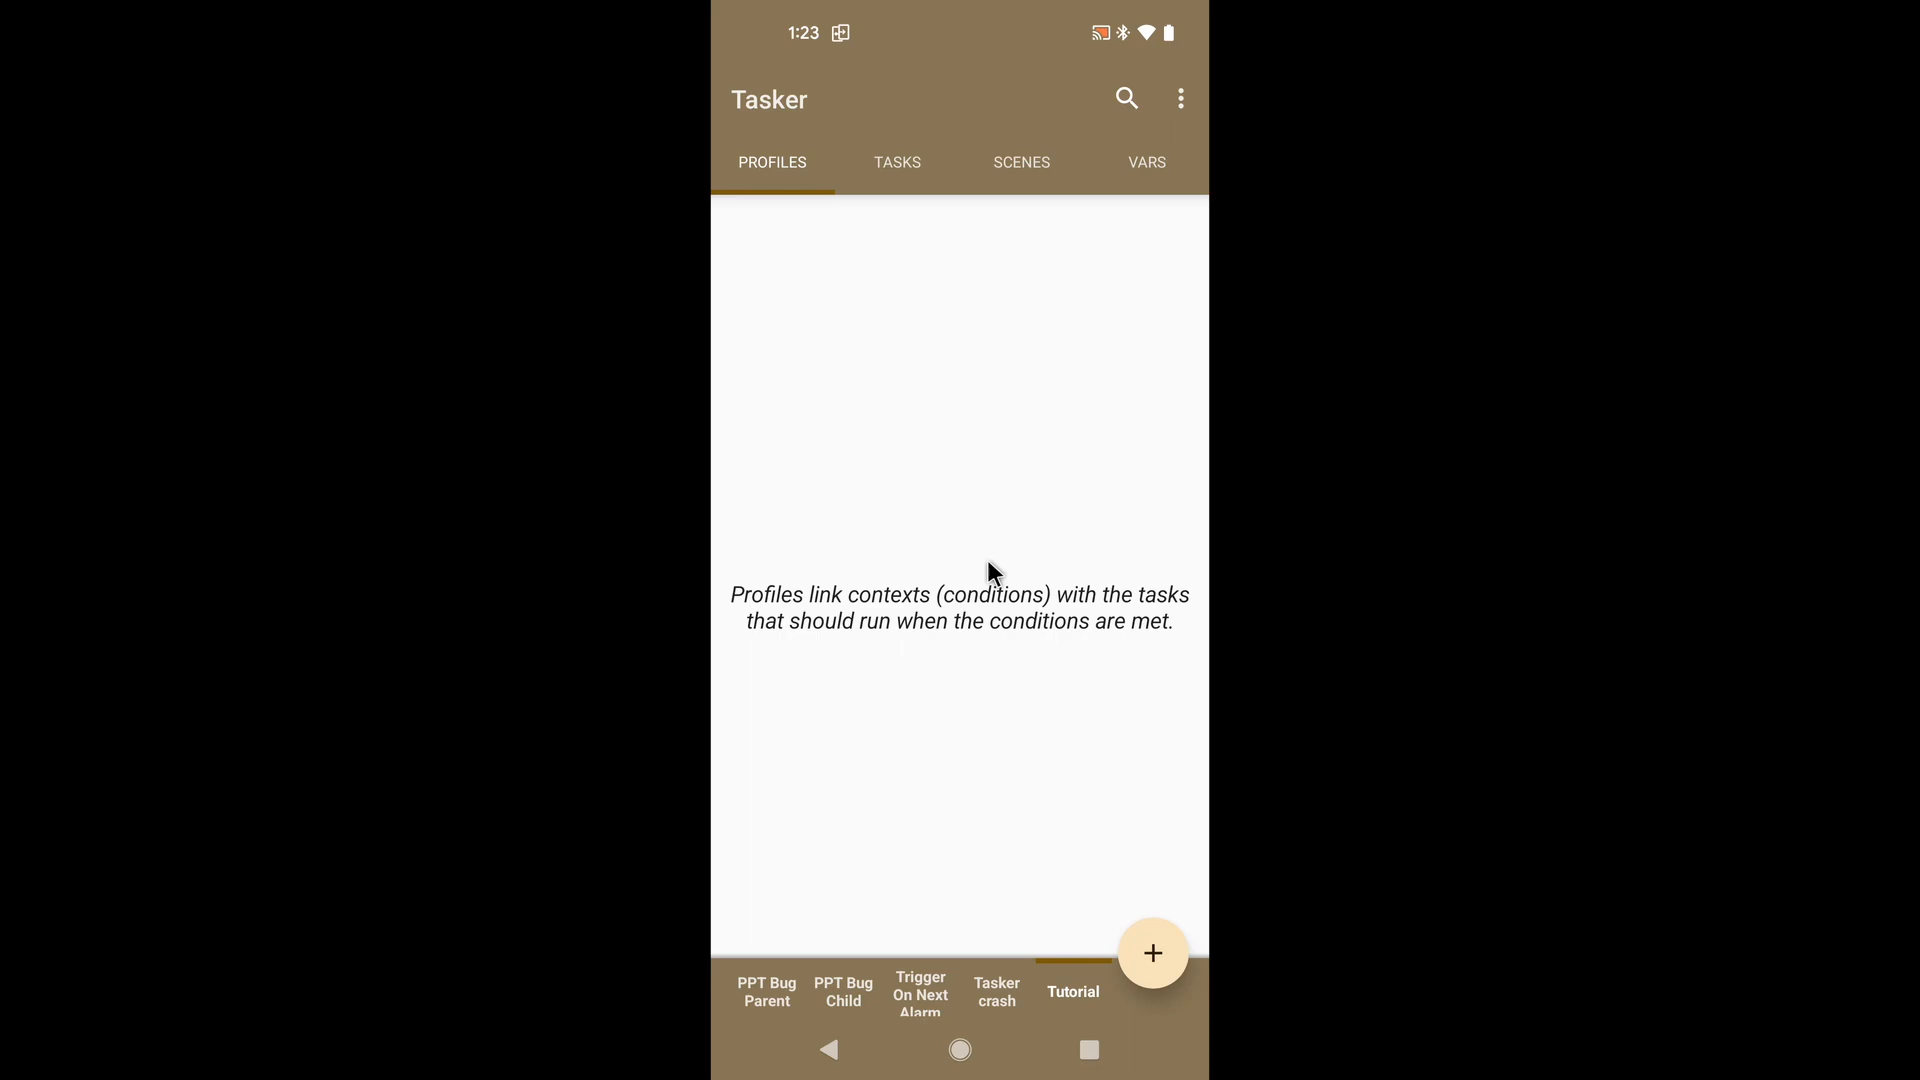 1:23
Tasker
PROFILES TASKS SCENES VARS
Profiles link contexts (conditions) with the tasks
that should run when the conditions are met.
PPT Bug
Parent
PPT Bug
Child
Trigger
On Next
Alarm
Tasker
crash
Tutorial